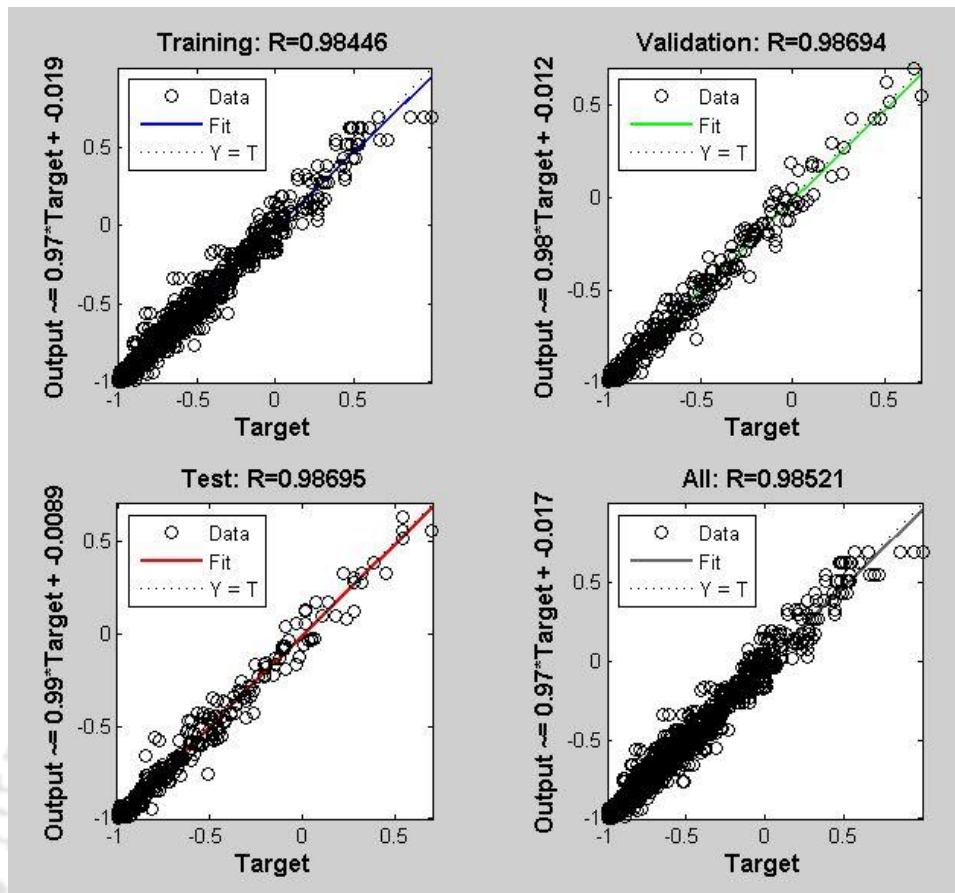 Training: R=0.98446
Output ~= 0.97*Target + -0.019
Data
Fit
Y = T
0.5
0
-0.5
-1
-1 -0.5 0 0.5
Target
Validation: R=0.98694
Output ~= 0.98*Target + -0.012
Data
Fit
Y = T
0.5
0
-0.5
-1
-1 -0.5 0 0.5
Target
Test: R=0.98695
Output ~= 0.99*Target + -0.0089
Data
Fit
Y = T
0.5
0
-0.5
-1
-1 -0.5 0 0.5
Target
All: R=0.98521
Output ~= 0.97*Target + -0.017
Data
Fit
Y = T
0.5
0
-0.5
-1
-1 -0.5 0 0.5
Target